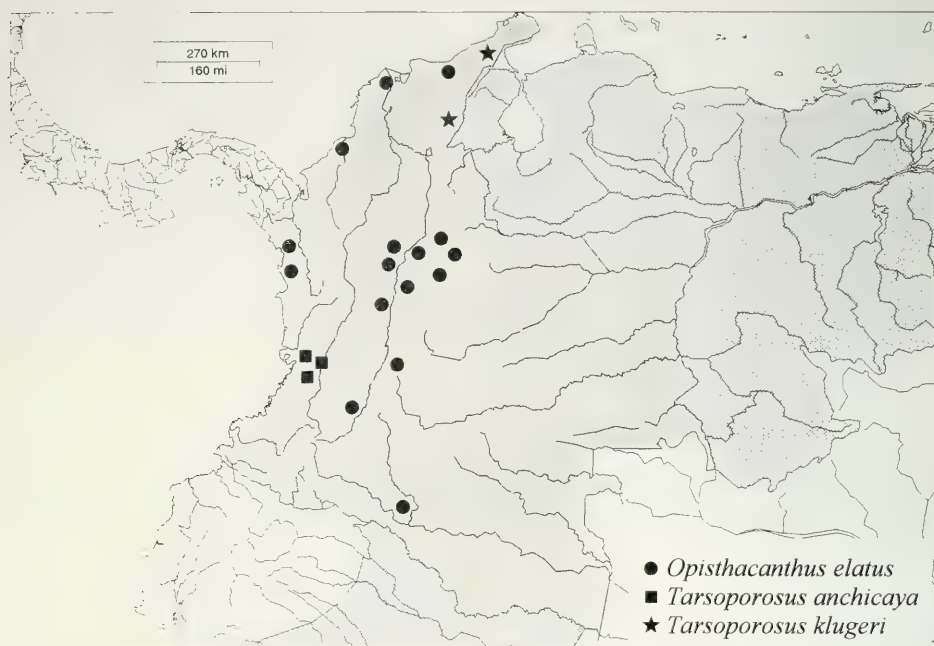 270 km
160 mi
Opisthacanthus elatus
Tarsoporosus anchicaya
Tarsoporosus klugeri